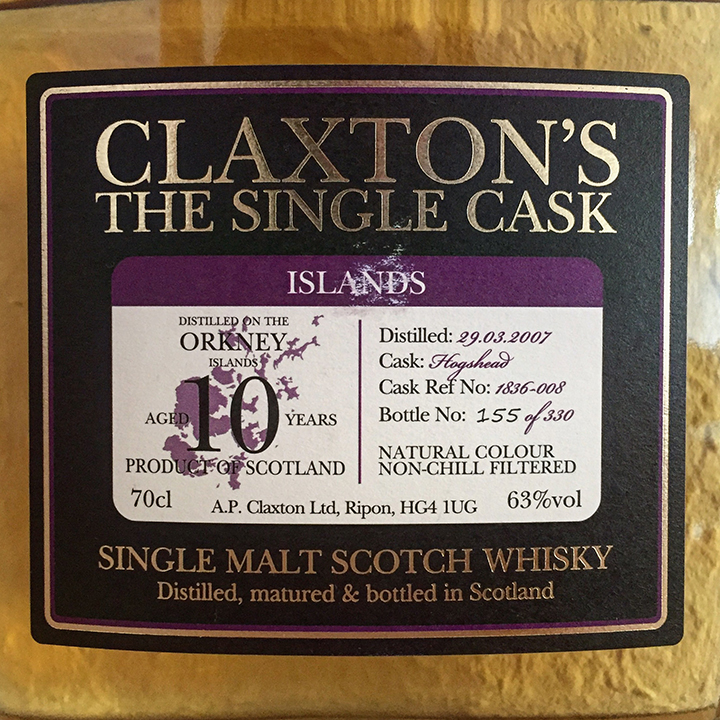 CLAXTON'S
THE SINGLE CASK
ISLANDS
DISTILLED ON THE
ORKNEY
ISLANDS
AGED 10 YEARS
PRODUCT OF SCOTLAND
Distilled: 29.03.2007
Cask: Hogshead
Cask Ref No: 1836-008
Bottle No: 155 of 330
NATURAL COLOUR
NON-CHILL FILTERED
70cl A.P. Claxton Ltd, Ripon, HG4 1UG 63%vol
SINGLE MALT SCOTCH WHISKY
Distilled, matured & bottled in Scotland